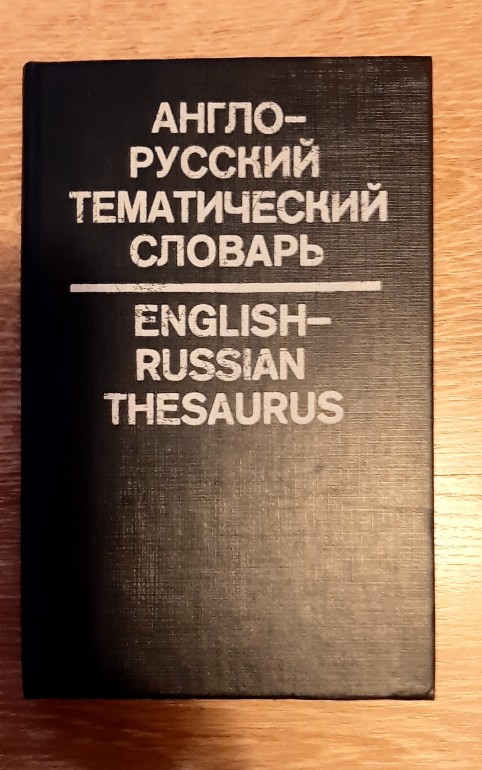 АНГЛО–
РУССКИЙ
ТЕМАТИЧЕСКИЙ
СЛОВАРЬ
ENGLISH–
RUSSIAN
THESAURUS